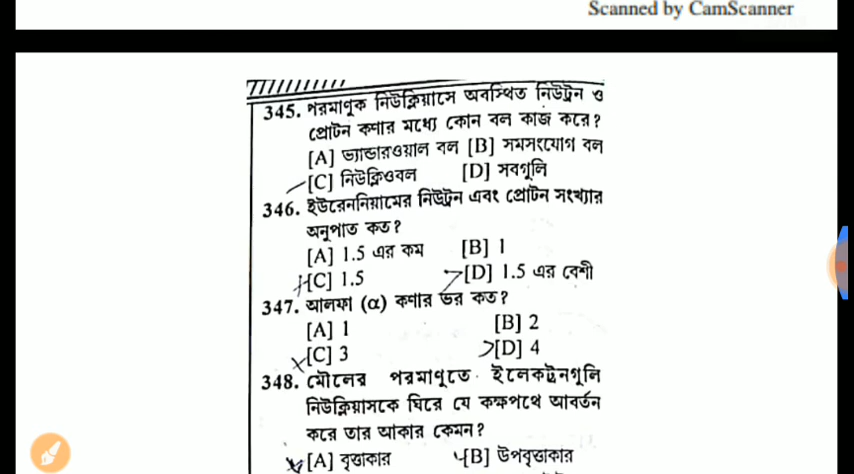 Scanned by CamScanner
345. পরমাণুক নিউক্লিয়াসে অবস্থিত নিউট্রন ও
প্রোটন কণার মধ্যে কোন বল কাজ করে?
[A] ভ্যান্ডারওয়াল বল [B] সমসংযোগ বল
[C] নিউক্লিওবল [D] সবগুলি
346. ইউরেননিয়ামের নিউট্রন এবং প্রোটন সংখ্যার
অনুপাত কত?
[A] 1.5 এর কম [B] 1
[C] 1.5 [D] 1.5 এর বেশী
347. আলফা (α) কণার ভর কত?
[A] 1 [B] 2
[C] 3 [D] 4
348. মৌলের পরমাণুতে ইলেকট্রনগুলি
নিউক্লিয়াসকে ঘিরে যে কক্ষপথে আবর্তন
করে তার আকার কেমন?
[A] বৃত্তাকার [B] উপবৃত্তাকার